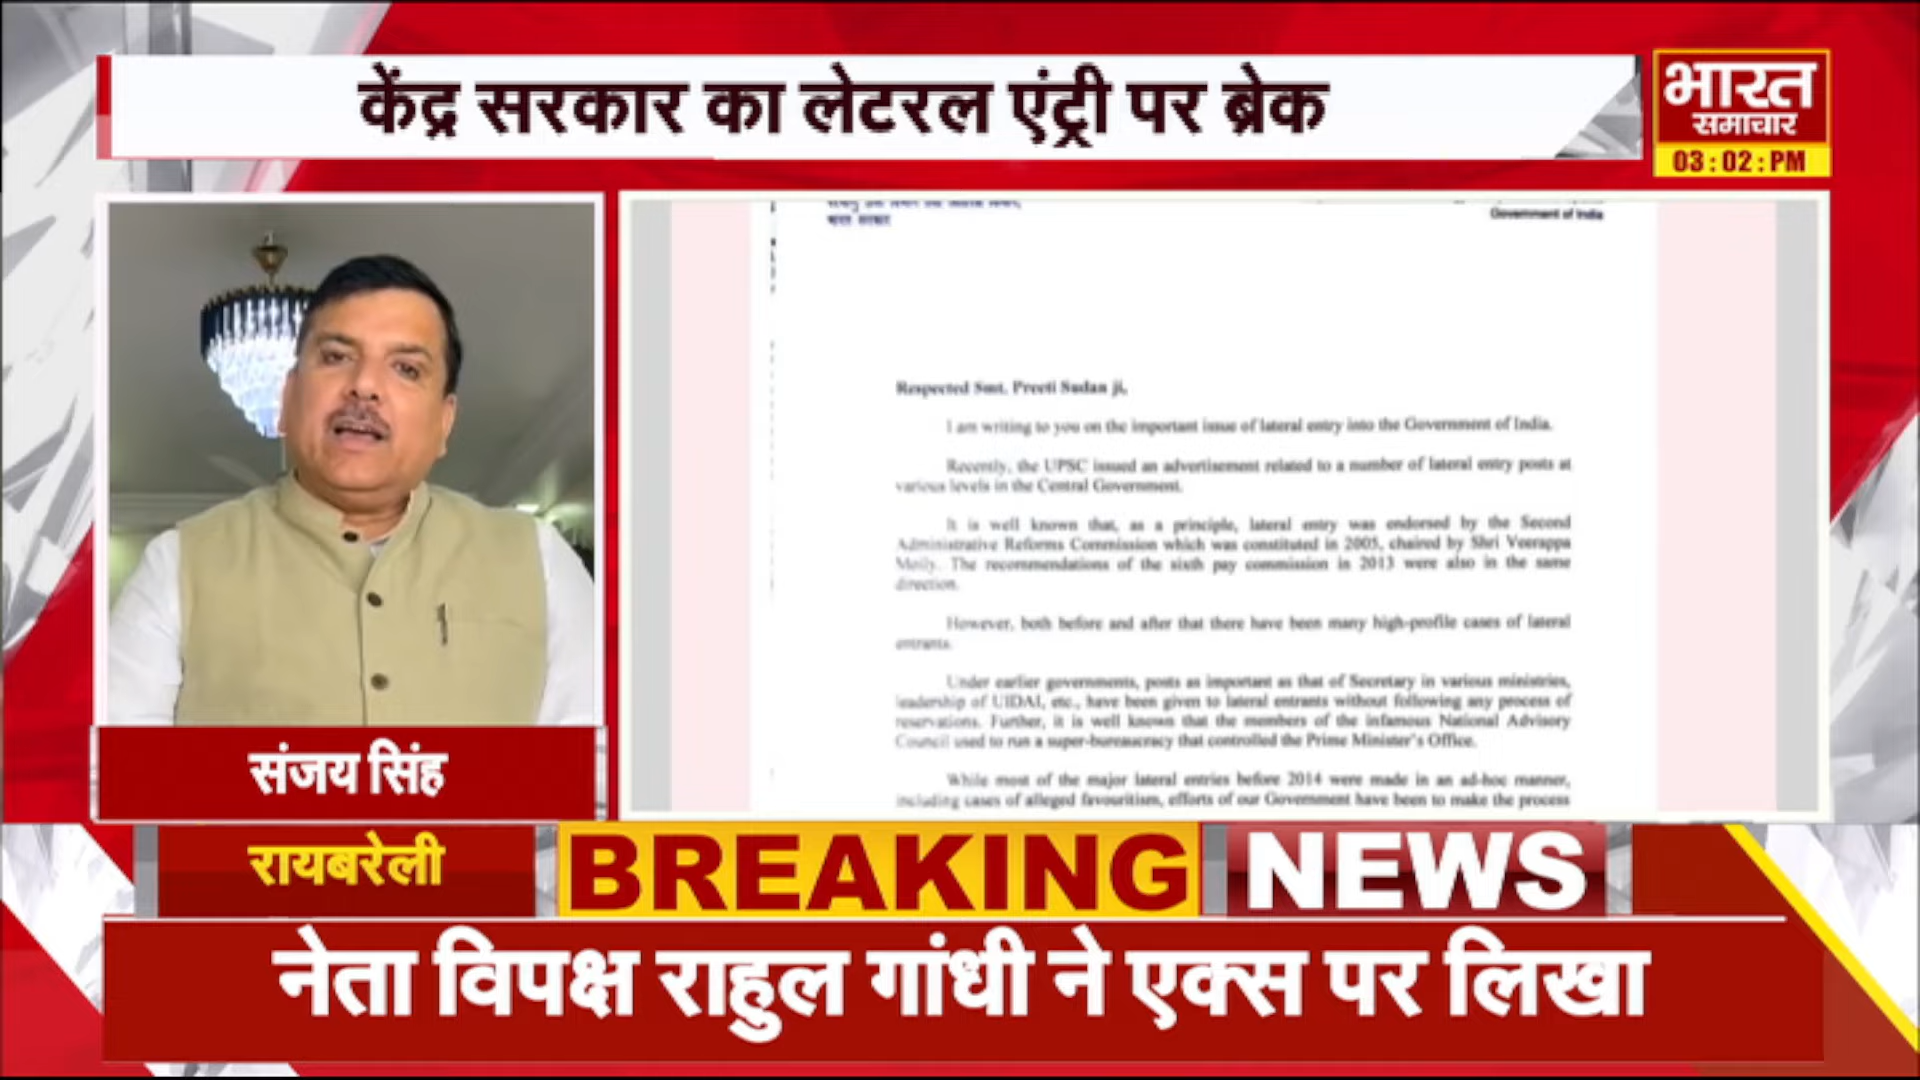 केंद्र सरकार का लेटरल एंट्री पर ब्रेक
भारत
समाचार
03:02:PM
भारत सरकार
Government of India
Respected Smt. Preeti Sudan ji,
I am writing to you on the important issue of lateral entry into the Government of India.
Recently, the UPSC issued an advertisement related to a number of lateral entry posts at
various levels in the Central Government.
It is well known that, as a principle, lateral entry was endorsed by the Second
Administrative Reforms Commission which was constituted in 2005, chaired by Shri Veerappa
Moily. The recommendations of the sixth pay commission in 2013 were also in the same
direction.
However, both before and after that there have been many high-profile cases of lateral
entrants.
Under earlier governments, posts as important as that of Secretary in various ministries,
leadership of UIDAI, etc., have been given to lateral entrants without following any process of
reservations. Further, it is well known that the members of the infamous National Advisory
Council used to run a super-bureaucracy that controlled the Prime Minister's Office.
While most of the major lateral entries before 2014 were made in an ad-hoc manner,
including cases of alleged favouritism, efforts of our Government have been to make the process
संजय सिंह
रायबरेली
BREAKING NEWS
नेता विपक्ष राहुल गांधी ने एक्स पर लिखा